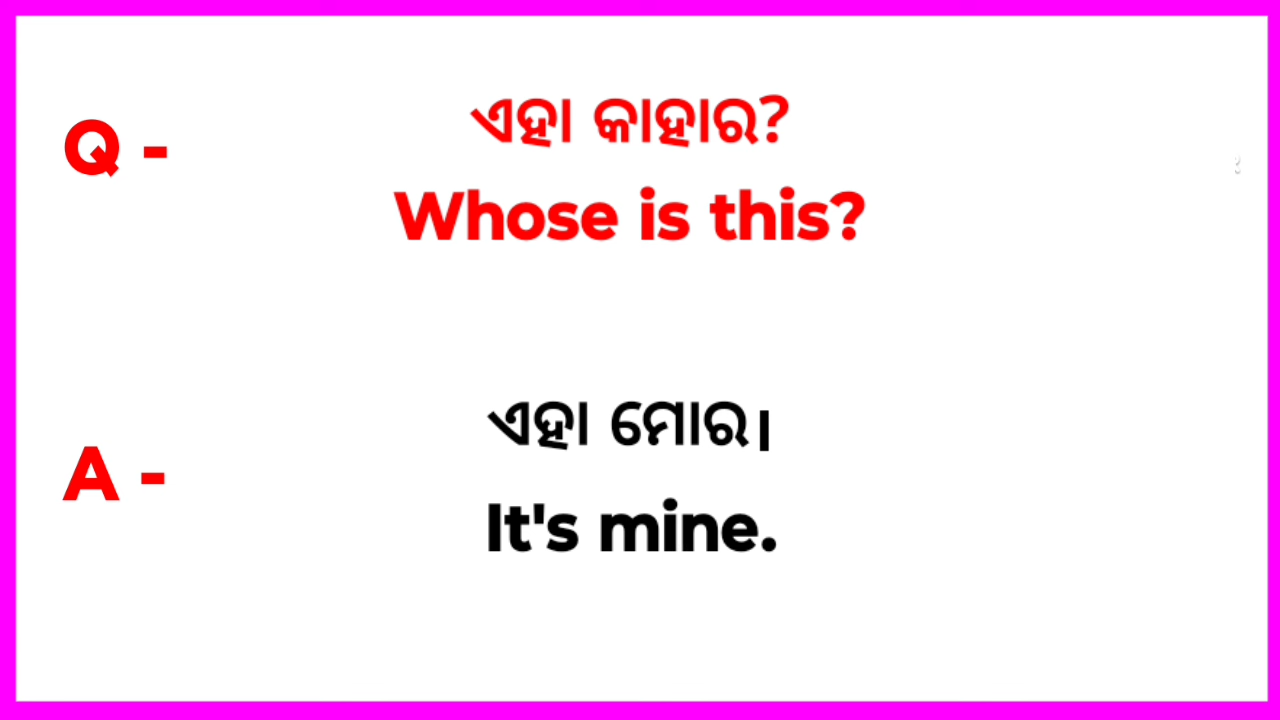 Q -
ଏହା କାହାର?
Whose is this?
A -
ଏହା ମୋର।
It's mine.